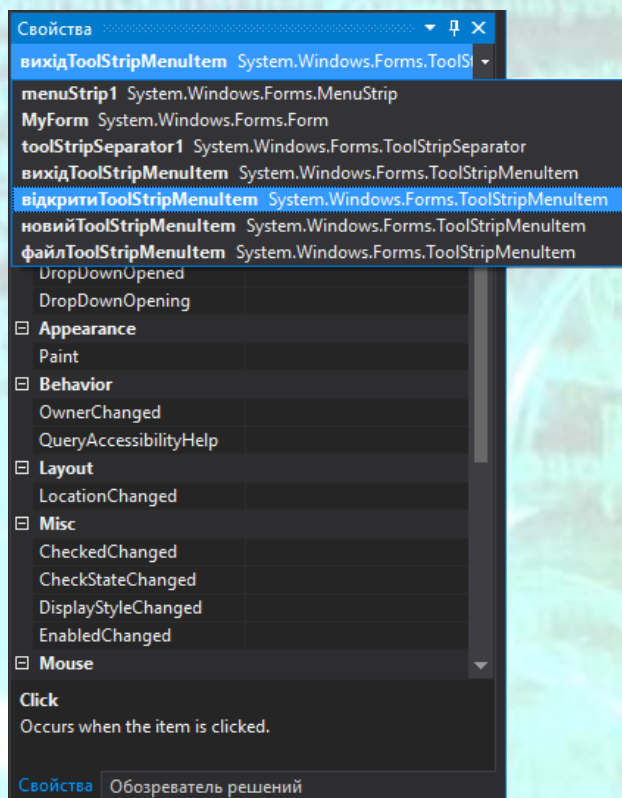 Свойства
вихідToolStripMenuItem System.Windows.Forms.ToolSt
menuStrip1 System.Windows.Forms.MenuStrip
MyForm System.Windows.Forms.Form
toolStripSeparator1 System.Windows.Forms.ToolStripSeparator
вихідToolStripMenuItem System.Windows.Forms.ToolStripMenuItem
відкритиToolStripMenuItem System.Windows.Forms.ToolStripMenuItem
новийToolStripMenuItem System.Windows.Forms.ToolStripMenuItem
файлToolStripMenuItem System.Windows.Forms.ToolStripMenuItem
DropDownOpened
DropDownOpening
Appearance
Paint
Behavior
OwnerChanged
QueryAccessibilityHelp
Layout
LocationChanged
Misc
CheckedChanged
CheckStateChanged
DisplayStyleChanged
EnabledChanged
Mouse
Click
Occurs when the item is clicked.
Свойства Обозреватель решений